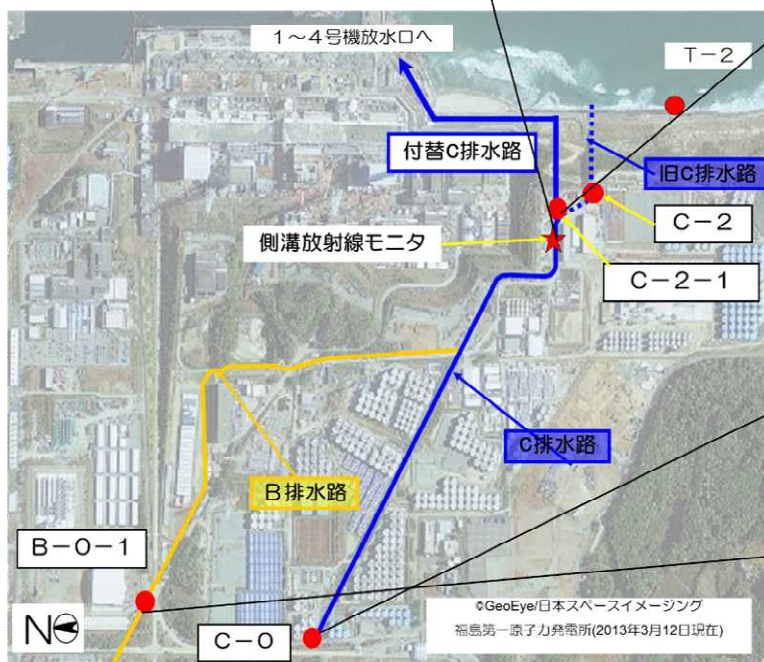 1～4号機放水口へ
T－2
付替C排水路
旧C排水路
C－2
側溝放射線モニタ
C－2－1
C排水路
B排水路
B－0－1
©GeoEye/日本スペースイメージング
福島第一原子力発電所(2013年3月12日現在)
N
C－0